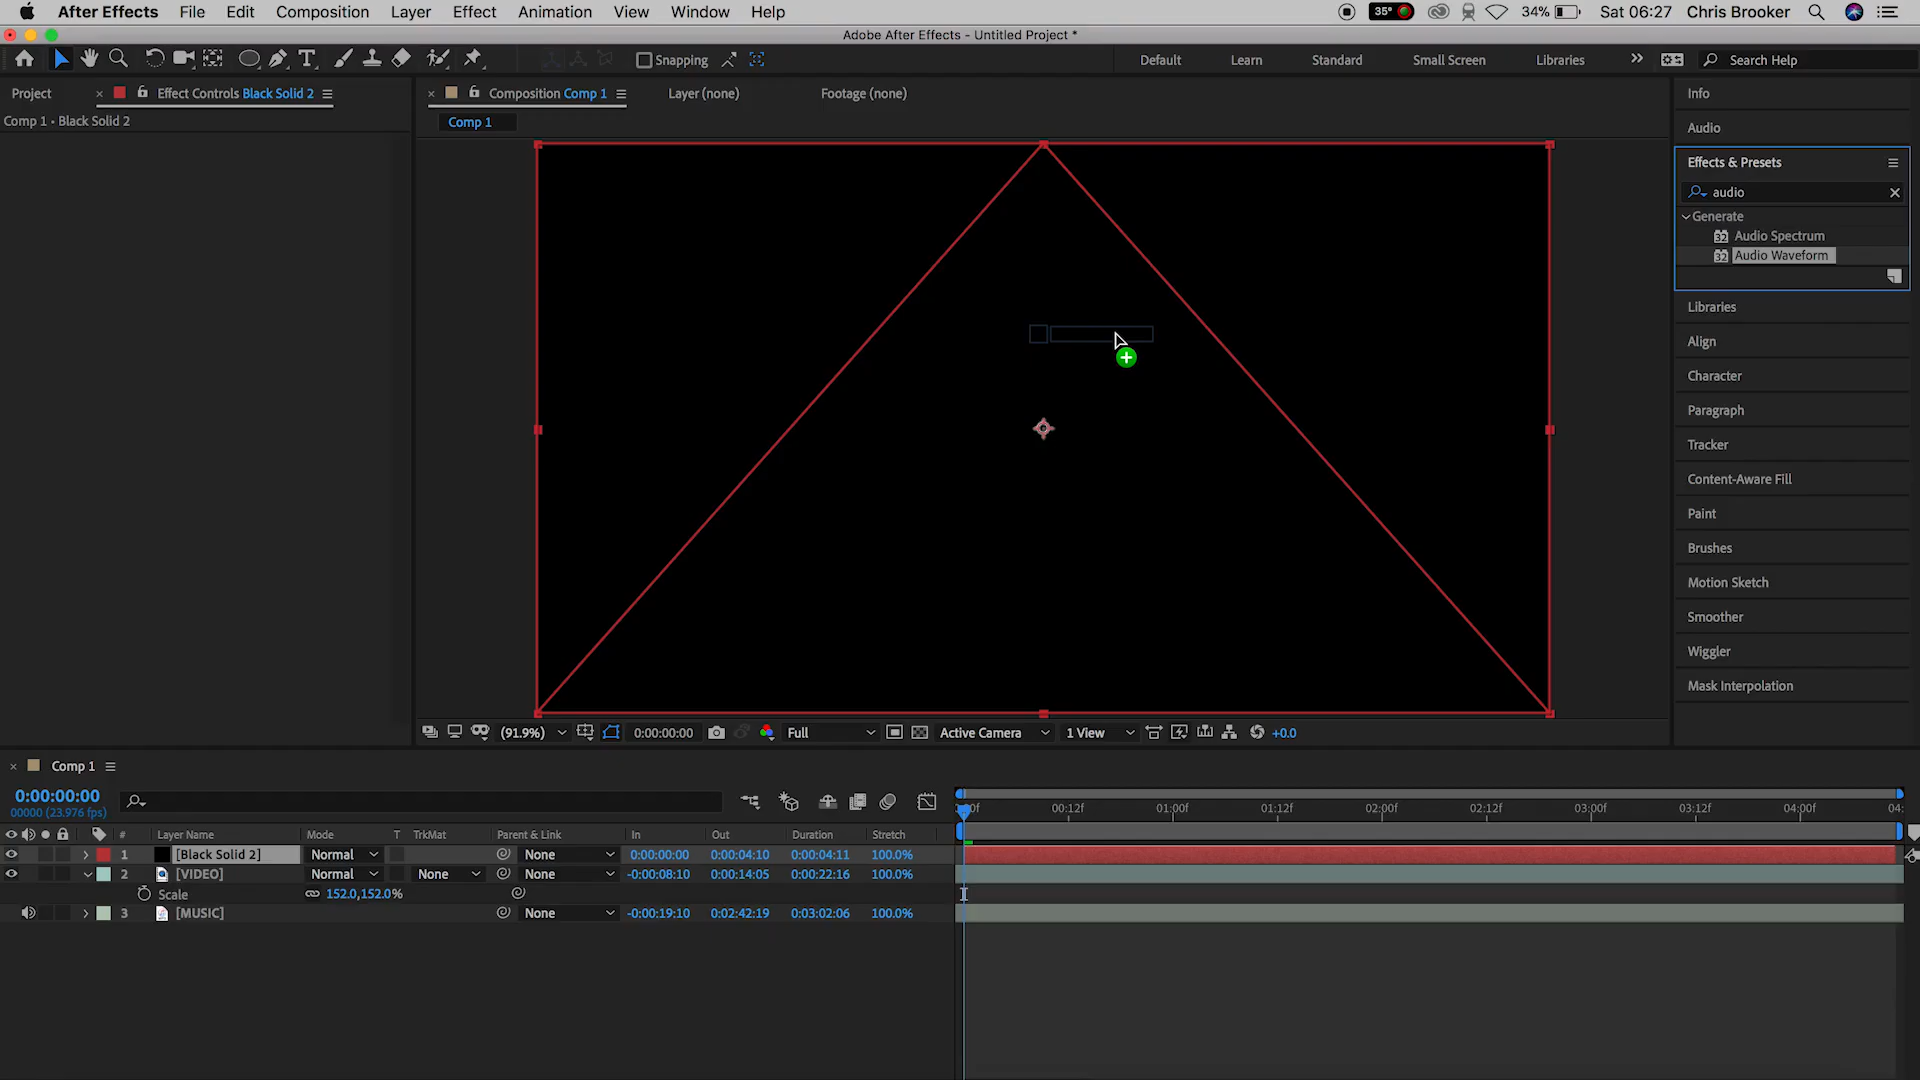 After Effects File Edit Composition Layer Effect Animation View Window Help 35° 34% Sat 06:27 Chris Brooker
Adobe After Effects - Untitled Project *
Snapping Default Learn Standard Small Screen Libraries Search Help
Project Effect Controls Black Solid 2 Composition Comp 1 Layer (none) Footage (none) Info
Comp 1 • Black Solid 2 Comp 1
Audio
Effects & Presets
audio
Generate
32 Audio Spectrum
32 Audio Waveform
Libraries
Align
Character
Paragraph
Tracker
Content-Aware Fill
Paint
Brushes
Motion Sketch
Smoother
Wiggler
Mask Interpolation
(91.9%) 0:00:00:00 Full Active Camera 1 View +0.0
Comp 1
0:00:00:00
00000 (23.976 fps)
00f 00:12f 01:00f 01:12f 02:00f 02:12f 03:00f 03:12f 04:00f 04:
# Layer Name Mode T TrkMat Parent & Link In Out Duration Stretch
1 [Black Solid 2] Normal None 0:00:00:00 0:00:04:10 0:00:04:11 100.0%
2 [VIDEO] Normal None None -0:00:08:10 0:00:14:05 0:00:22:16 100.0%
Scale 152.0,152.0%
3 [MUSIC] None -0:00:19:10 0:02:42:19 0:03:02:06 100.0%